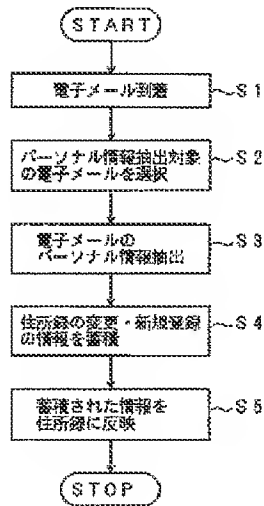 START
電子メール到着
S1
パーソナル情報抽出対象
の電子メールを選択
S2
電子メールの
パーソナル情報抽出
S3
住所録の変更・新規登録
の情報を蓄積
S4
蓄積された情報を
住所録に反映
S5
STOP